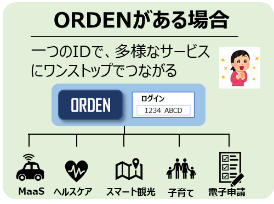 ORDENがある場合
一つのIDで、多様なサービス
にワンストップでつながる
ORDEN
ログイン
1234 ABCD
MaaS ヘルスケア スマート観光 子育て 電子申請